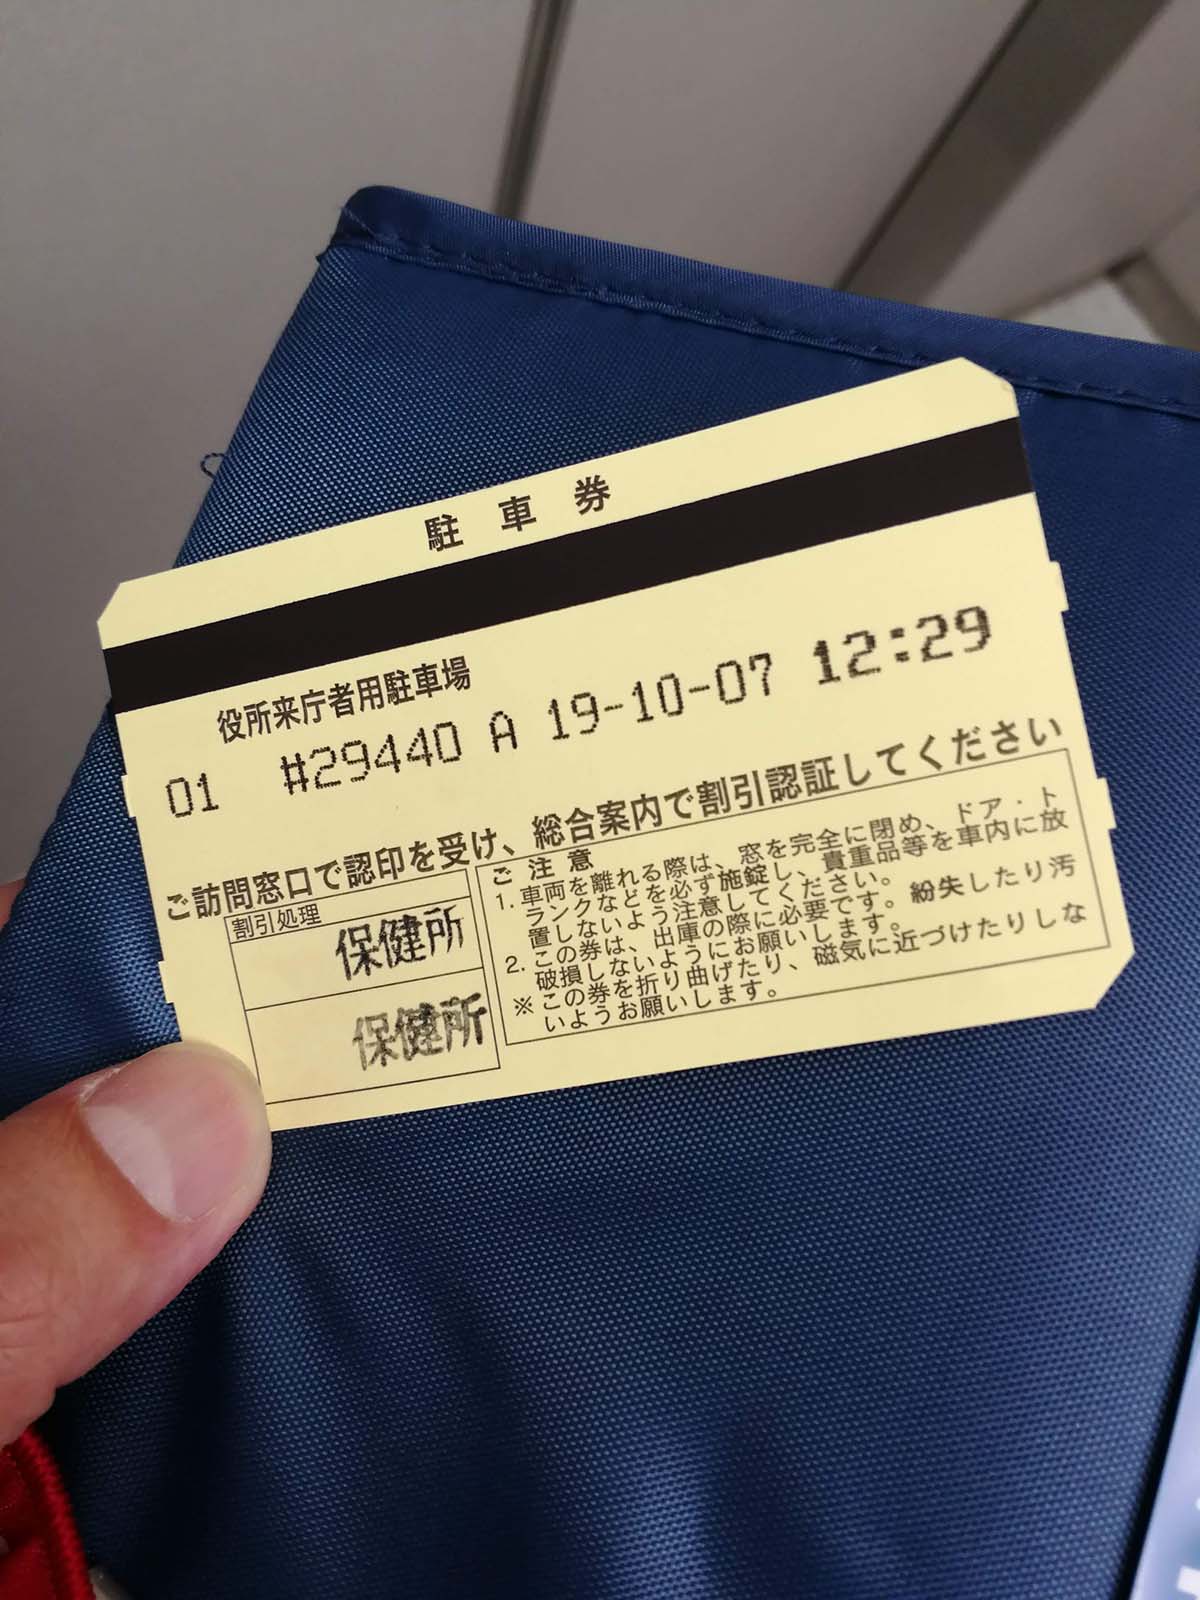 駐車券
役所来庁者用駐車場
01 #29440 A 19-10-07 12:29
ご訪問窓口で認印を受け、総合案内で割引認証してください
割引処理
保健所
保健所
ご注意
1. 車両を離れる際は、窓を完全に閉め、ドア・ト
ランクなどを必ず施錠し、貴重品等を車内に放
置しないよう注意してください。
2. この券は、出庫の際に必要です。紛失したり汚
破損しないようにお願いします。
※ この券を折り曲げたり、磁気に近づけたりしな
いようお願いします。